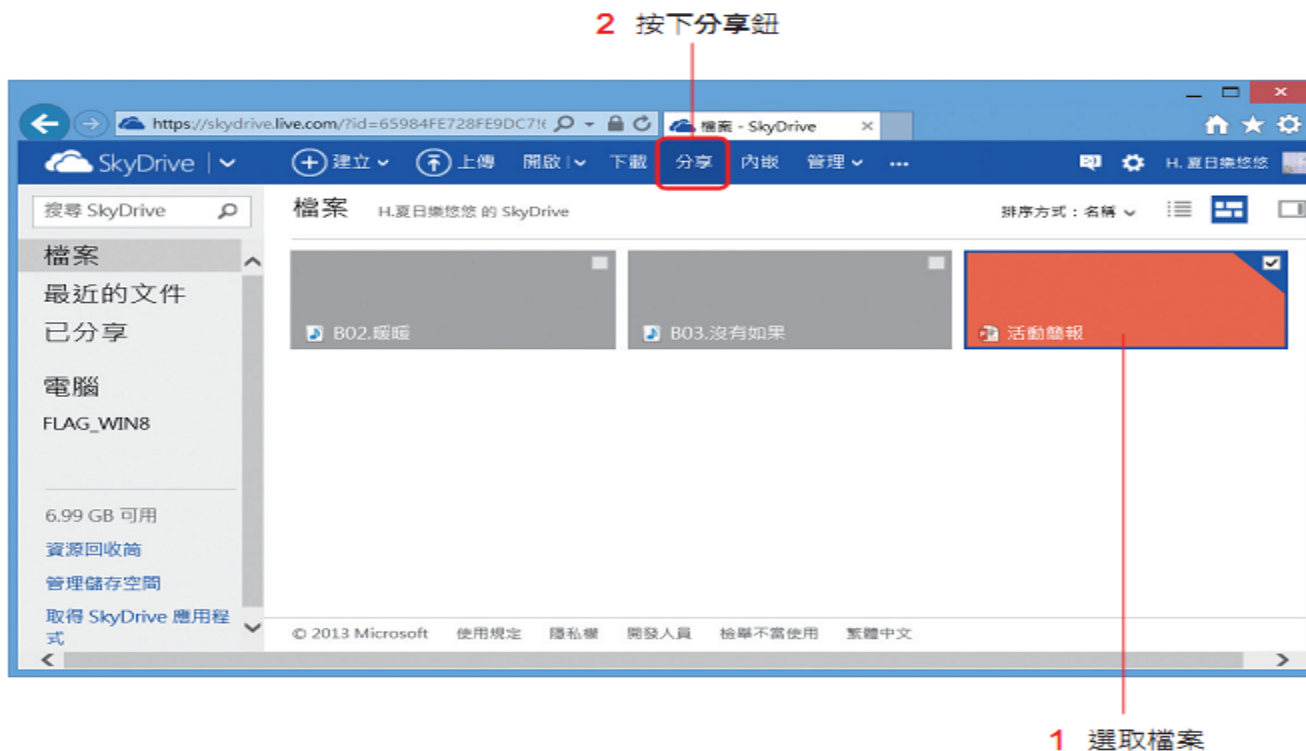 2 按下分享鈕
https://skydrive.live.com/?id=65984FE728FE9DC7!6
檔案 - SkyDrive
SkyDrive 建立 上傳 開啟 下載 分享 內嵌 管理 ... H. 夏日樂悠悠
搜尋 SkyDrive
檔案 H.夏日樂悠悠 的 SkyDrive 排序方式：名稱
檔案
最近的文件
已分享
電腦
FLAG_WIN8
6.99 GB 可用
資源回收筒
管理儲存空間
取得 SkyDrive 應用程
式
B02.暖暖
B03.沒有如果
活動簡報
© 2013 Microsoft 使用規定 隱私權 開發人員 檢舉不當使用 繁體中文
1 選取檔案